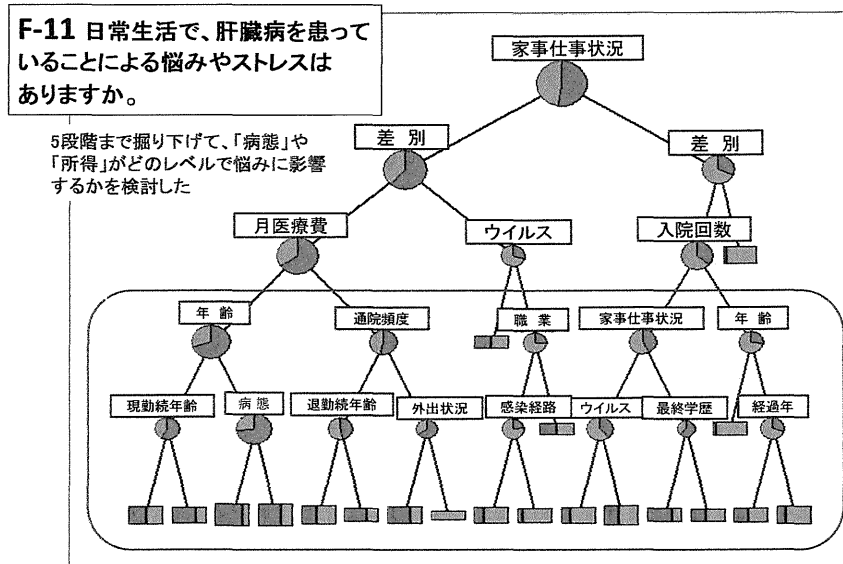 F-11 日常生活で、肝臓病を患って
いることによる悩みやストレスは
ありますか。
5段階まで掘り下げて、「病態」や
「所得」がどのレベルで悩みに影響
するかを検討した
家事仕事状況
差 別
差 別
月医療費
ウイルス
入院回数
年 齢
通院頻度
職 業
家事仕事状況
年 齢
現勤続年齢
病態
退勤続年齢
外出状況
感染経路
ウイルス
最終学歴
経過年